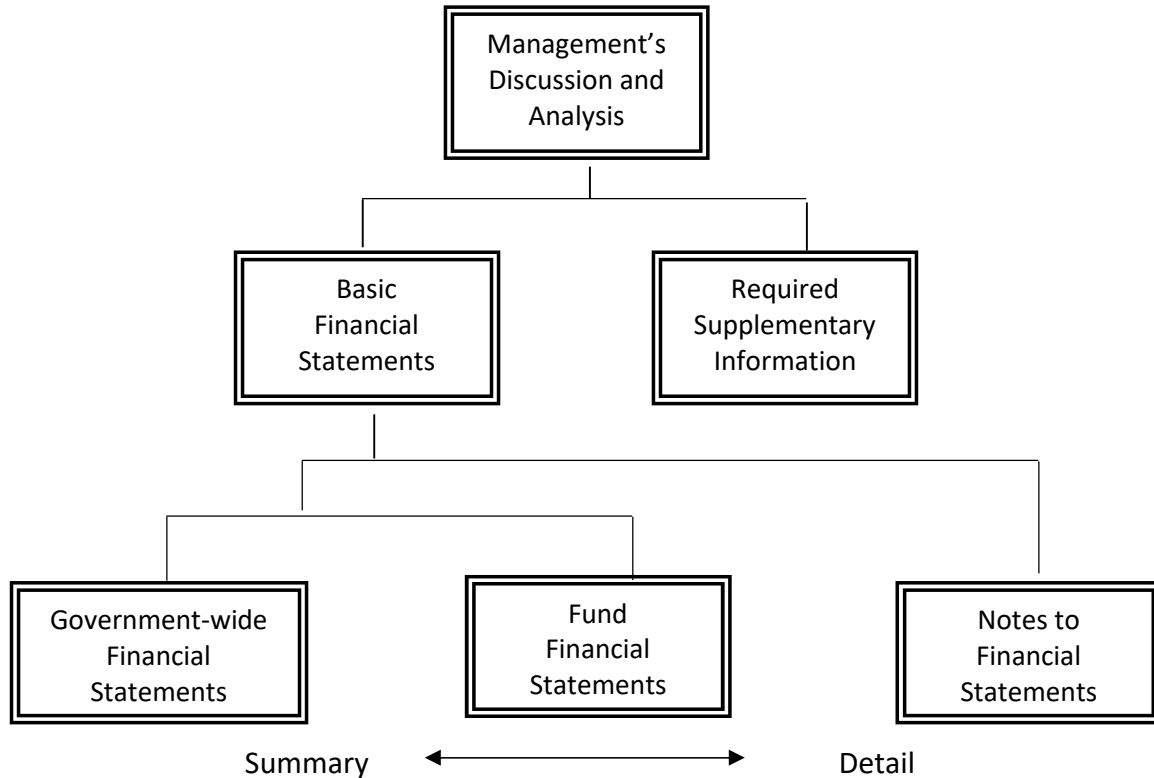 Management’s
Discussion and
Analysis
Basic
Financial
Statements
Required
Supplementary
Information
Government-wide
Financial
Statements
Fund
Financial
Statements
Notes to
Financial
Statements
Summary
Detail